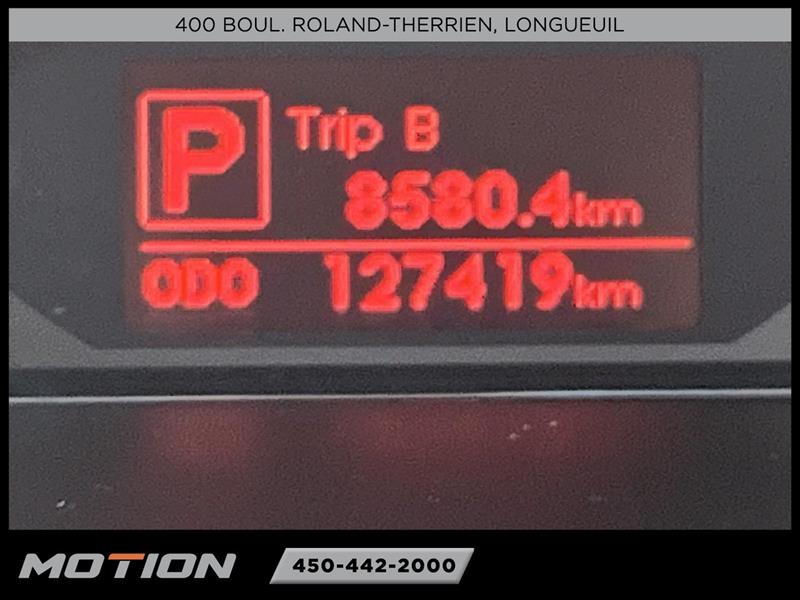 400 BOUL. ROLAND-THERRIEN, LONGUEUIL
P
Trip B
8580.4km
ODO 127419km
MOTION
450-442-2000